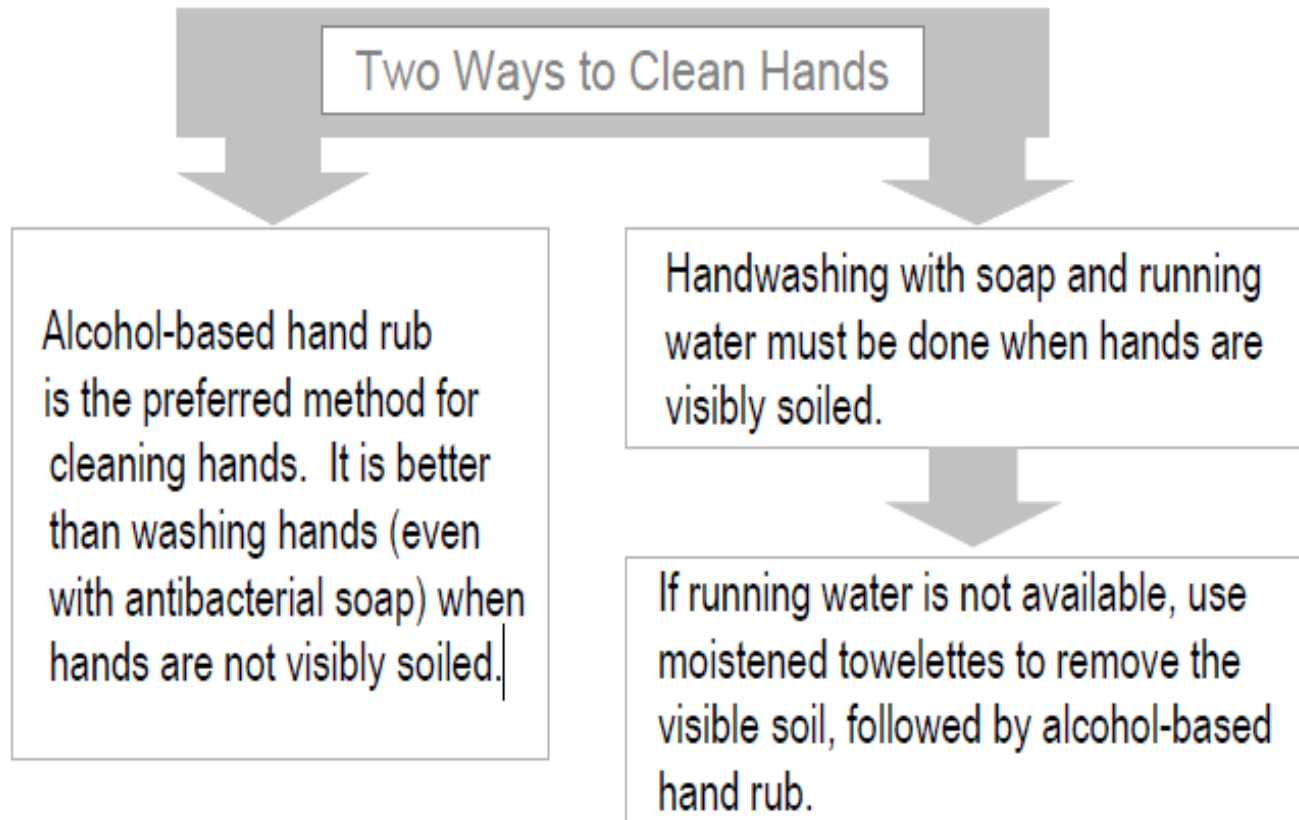 Two Ways to Clean Hands
Alcohol-based hand rub
is the preferred method for
cleaning hands.  It is better
than washing hands (even
with antibacterial soap) when
hands are not visibly soiled.
Handwashing with soap and running
water must be done when hands are
visibly soiled.
If running water is not available, use
moistened towelettes to remove the
visible soil, followed by alcohol-based
hand rub.